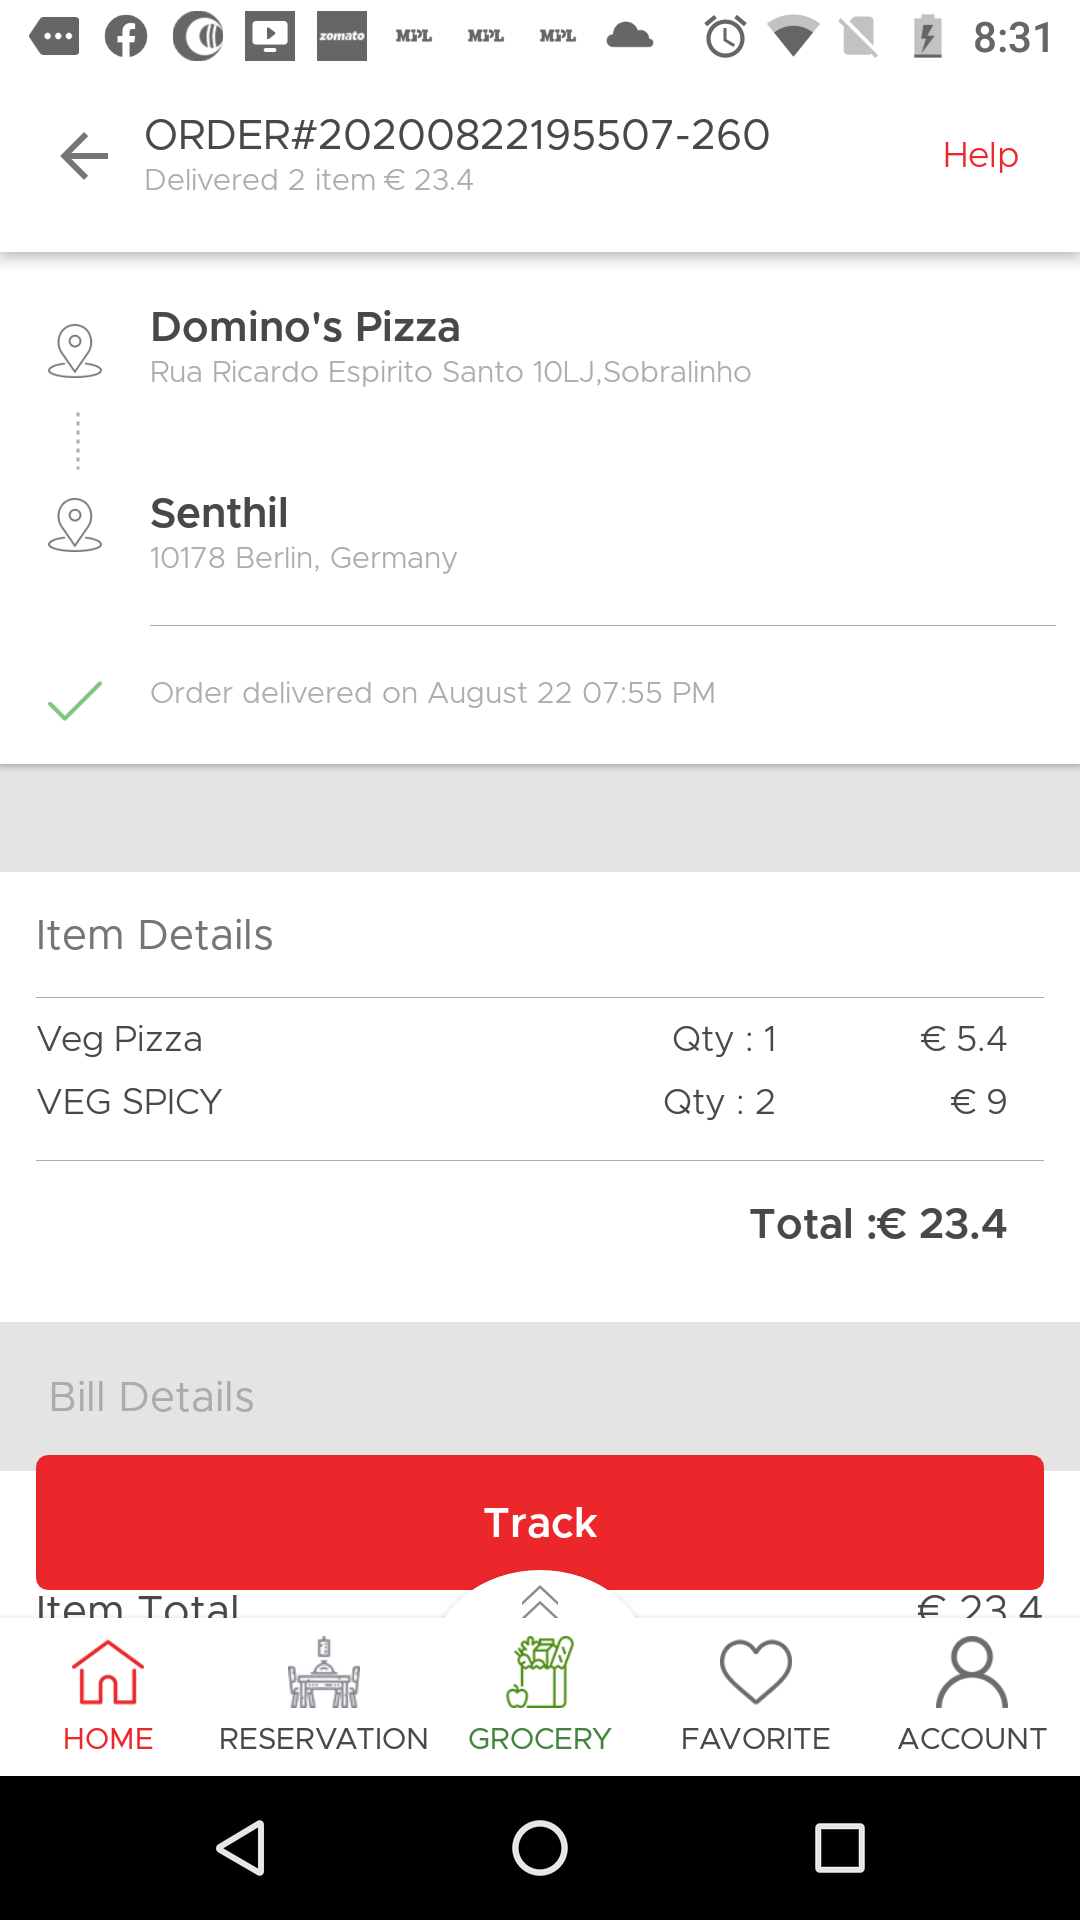 zomato MPL MPL MPL 8:31
ORDER#20200822195507-260
Delivered 2 item € 23.4
Help
Domino's Pizza
Rua Ricardo Espirito Santo 10LJ,Sobralinho
Senthil
10178 Berlin, Germany
Order delivered on August 22 07:55 PM
Item Details
Veg Pizza Qty : 1 € 5.4
VEG SPICY Qty : 2 € 9
Total :€ 23.4
Bill Details
Track
Item Total € 23.4
HOME RESERVATION GROCERY FAVORITE ACCOUNT